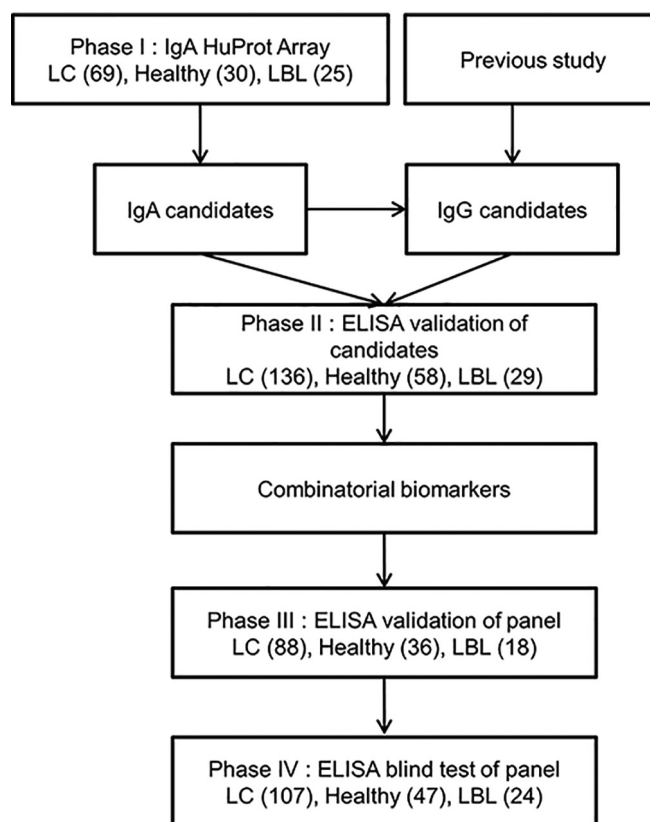 Phase I : IgA HuProt Array
LC (69), Healthy (30), LBL (25)
Previous study
IgA candidates
IgG candidates
Phase II : ELISA validation of
candidates
LC (136), Healthy (58), LBL (29)
Combinatorial biomarkers
Phase III : ELISA validation of panel
LC (88), Healthy (36), LBL (18)
Phase IV : ELISA blind test of panel
LC (107), Healthy (47), LBL (24)